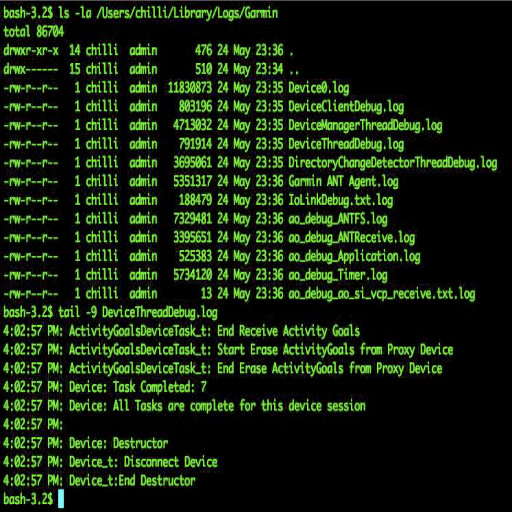 bash-3.2$ ls -la /Users/chilli/Library/Logs/Garmin
total 86704
drwxr-xr-x  14 chilli  admin       476 24 May 23:36 .
drwx------  15 chilli  admin       510 24 May 23:34 ..
-rw-r--r--   1 chilli  admin  11830873 24 May 23:35 Device0.log
-rw-r--r--   1 chilli  admin    803196 24 May 23:35 DeviceClientDebug.log
-rw-r--r--   1 chilli  admin   4713032 24 May 23:35 DeviceManagerThreadDebug.log
-rw-r--r--   1 chilli  admin    791914 24 May 23:35 DeviceThreadDebug.log
-rw-r--r--   1 chilli  admin   3695061 24 May 23:35 DirectoryChangeDetectorThreadDebug.log
-rw-r--r--   1 chilli  admin   5351317 24 May 23:36 Garmin ANT Agent.log
-rw-r--r--   1 chilli  admin    188479 24 May 23:36 IoLinkDebug.txt.log
-rw-r--r--   1 chilli  admin   7329481 24 May 23:36 ao_debug_ANTFS.log
-rw-r--r--   1 chilli  admin   3395651 24 May 23:36 ao_debug_ANTReceive.log
-rw-r--r--   1 chilli  admin    525383 24 May 23:36 ao_debug_Application.log
-rw-r--r--   1 chilli  admin   5734120 24 May 23:36 ao_debug_Timer.log
-rw-r--r--   1 chilli  admin        13 24 May 23:36 ao_debug_ao_si_vcp_receive.txt.log
bash-3.2$ tail -9 DeviceThreadDebug.log
4:02:57 PM: ActivityGoalsDeviceTask_t: End Receive Activity Goals
4:02:57 PM: ActivityGoalsDeviceTask_t: Start Erase ActivityGoals from Proxy Device
4:02:57 PM: ActivityGoalsDeviceTask_t: End Erase ActivityGoals from Proxy Device
4:02:57 PM: Device: Task Completed: 7
4:02:57 PM: Device: All Tasks are complete for this device session
4:02:57 PM:
4:02:57 PM: Device: Destructor
4:02:57 PM: Device_t: Disconnect Device
4:02:57 PM: Device_t:End Destructor
bash-3.2$